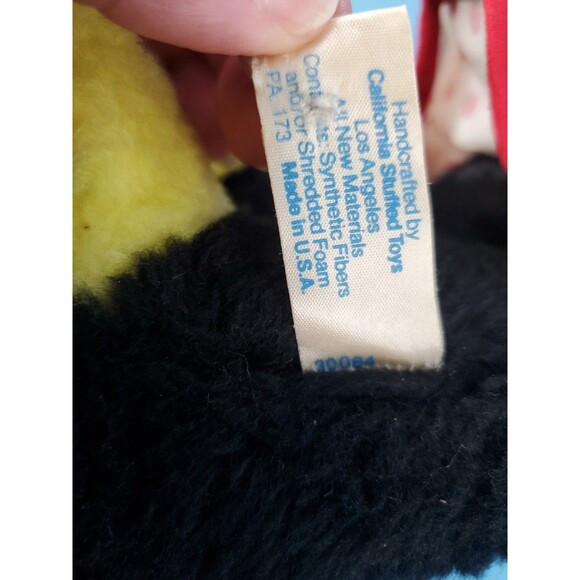 Handcrafted by
California Stuffed Toys
Los Angeles
All New Materials
Synthetic Fibers
and/or Shredded Foam
PA. 173 Made in U.S.A.
30064